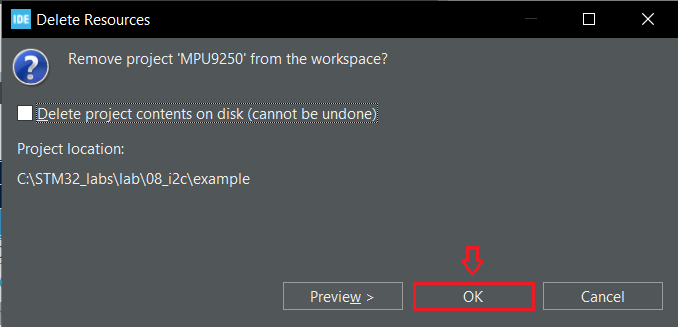 IDE Delete Resources
Remove project 'MPU9250' from the workspace?
Delete project contents on disk (cannot be undone)
Project location:
C:\STM32_labs\lab\08_i2c\example
Preview >
OK
Cancel